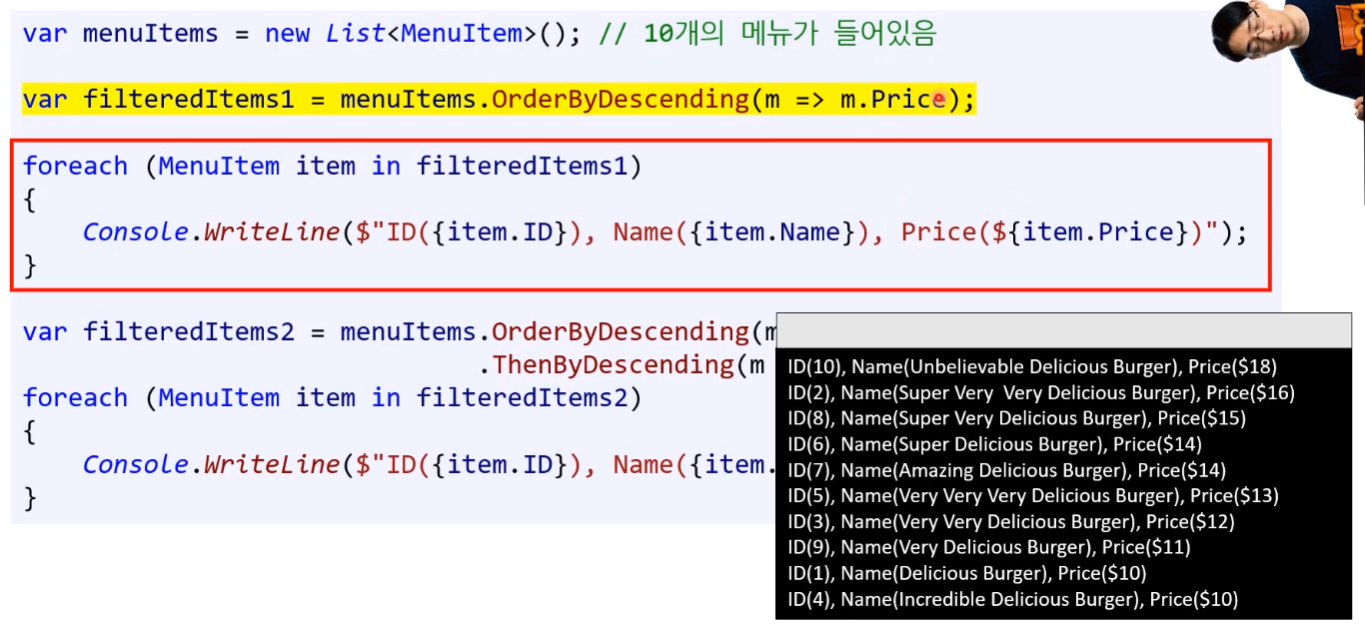 var menuItems = new List<MenuItem>(); // 10개의 메뉴가 들어있음
var filteredItems1 = menuItems.OrderByDescending(m => m.Price);
foreach (MenuItem item in filteredItems1)
{
Console.WriteLine($"ID({item.ID}), Name({item.Name}), Price(${item.Price})");
}
var filteredItems2 = menuItems.OrderByDescending(m
.ThenByDescending(m
foreach (MenuItem item in filteredItems2)
{
Console.WriteLine($"ID({item.ID}), Name({item.
}
ID(10), Name(Unbelievable Delicious Burger), Price($18)
ID(2), Name(Super Very  Very Delicious Burger), Price($16)
ID(8), Name(Super Very Delicious Burger), Price($15)
ID(6), Name(Super Delicious Burger), Price($14)
ID(7), Name(Amazing Delicious Burger), Price($14)
ID(5), Name(Very Very Very Delicious Burger), Price($13)
ID(3), Name(Very Very Delicious Burger), Price($12)
ID(9), Name(Very Delicious Burger), Price($11)
ID(1), Name(Delicious Burger), Price($10)
ID(4), Name(Incredible Delicious Burger), Price($10)